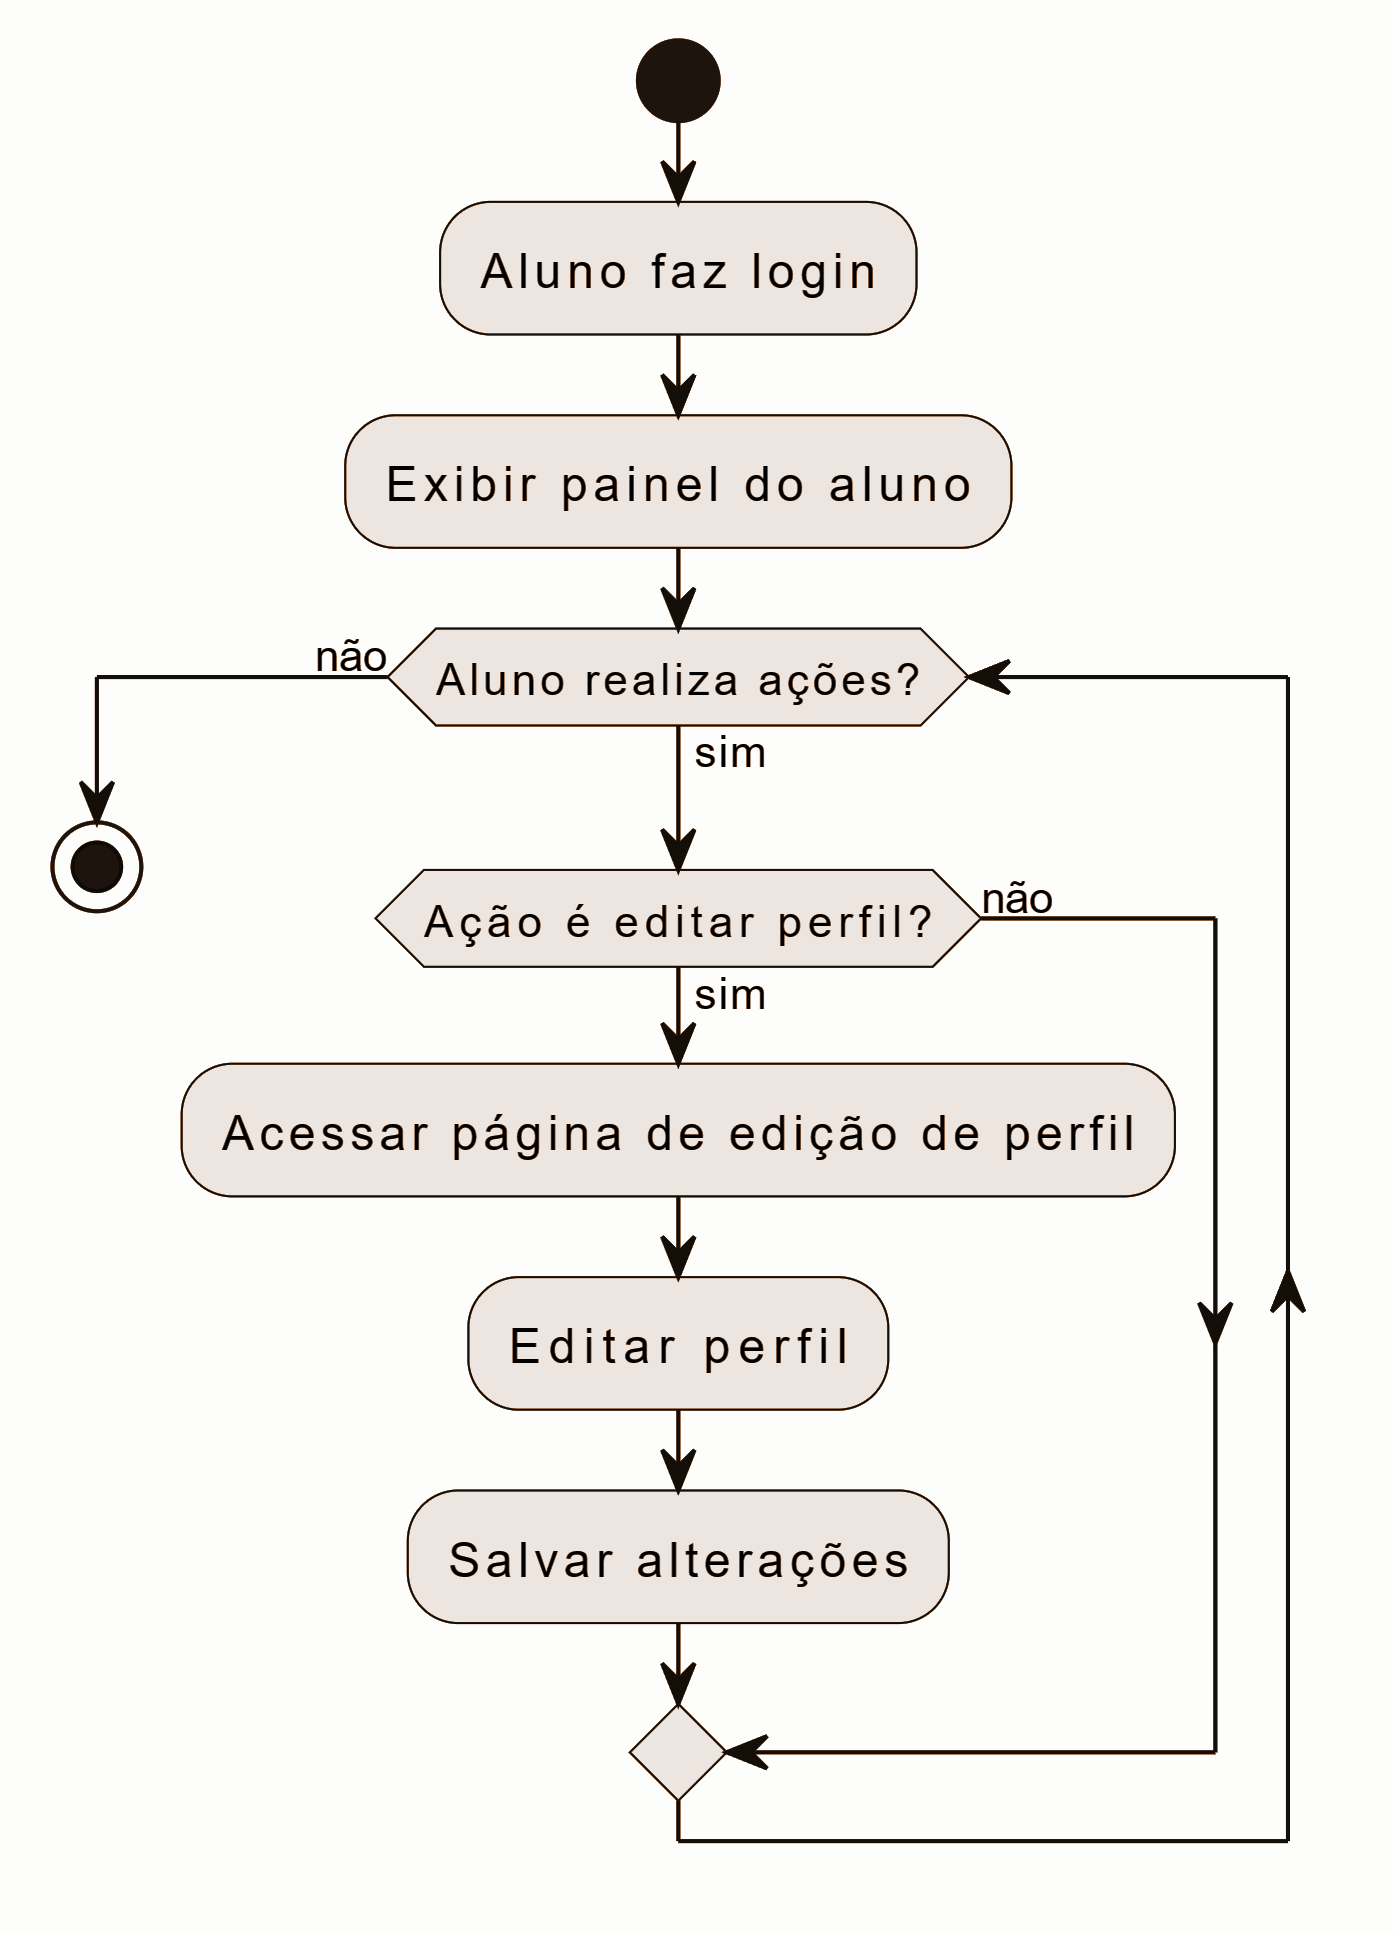 Aluno faz login
Exibir painel do aluno
não
Aluno realiza ações?
sim
Ação é editar perfil?
não
sim
Acessar página de edição de perfil
Editar perfil
Salvar alterações